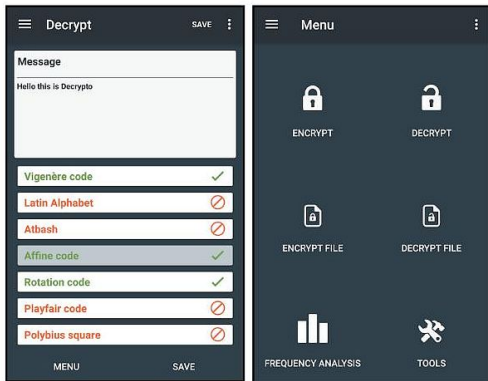 Decrypt SAVE
Message
Hello this is Decrypto
Vigenère code
Latin Alphabet
Atbash
Affine code
Rotation code
Playfair code
Polybius square
MENU SAVE
Menu
ENCRYPT DECRYPT
ENCRYPT FILE DECRYPT FILE
FREQUENCY ANALYSIS TOOLS